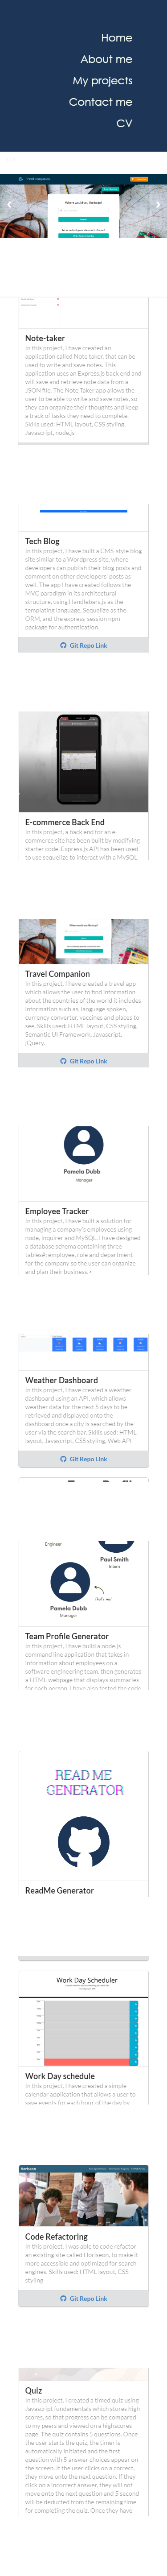 Home
About me
My projects
Contact me
CV
Travel Companion
Where would you like to go?
Note-taker
In this project, I have created an
application called Note taker, that can be
used to write and save notes. This
application uses an Express.js back end and
will save and retrieve note data from a
JSON file. The Note Taker app allows the
user to be able to write and save notes, so
they can organize their thoughts and keep
a track of tasks they need to complete.
Skills used: HTML layout, CSS styling,
Javascript, node.js
Tech Blog
In this project, I have built a CMS-style blog
site similar to a Wordpress site, where
developers can publish their blog posts and
comment on other developers' posts as
well. The app I have created follows the
MVC paradigm in its architectural
structure, using Handlebars.js as the
templating language, Sequelize as the
ORM, and the express-session npm
package for authentication.
Git Repo Link
E-commerce Back End
In this project, a back end for an e-
commerce site has been built by modifying
starter code. Express.js API has been used
to use sequelize to interact with a MySQL
Travel Companion
In this project, I have created a travel app
which allows the user to find information
about the countries of the world it includes
information such as, language spoken,
currency converter, vaccines and places to
see. Skills used: HTML layout, CSS styling,
Semantic UI Framework, Javascript,
jQuery.
Git Repo Link
Pamela Dubb
Manager
Employee Tracker
In this project, I have built a solution for
managing a company's employees using
node, inquirer and MySQL. I have designed
a database schema containing three
tables#; employee, role and department
for the company so the user can organize
and plan their business.
Weather Dashboard
In this project, I have created a weather
dashboard using an API, which allows
weather data for the next 5 days to be
retrieved and displayed onto the
dashboard once a city is searched by the
user via the search bar. Skills used: HTML
layout, Javascript, CSS styling, Web API
Git Repo Link
Engineer
Paul Smith
Intern
Pamela Dubb
Manager
That's me!
Team Profile Generator
In this project, I have build a node.js
command line application that takes in
information about employees on a
software engineering team, then generates
a HTML webpage that displays summaries
for each person. I have also tested the code
READ ME
GENERATOR
ReadMe Generator
Work Day Scheduler
Work Day schedule
In this project, I have created a simple
calendar application that allows a user to
save events for each hour of the day by
Code Refactoring
In this project, I was able to code refactor
an existing site called Horiseon, to make it
more accessible and optimized for search
engines. Skills used: HTML layout, CSS
styling
Git Repo Link
Quiz
In this project, I created a timed quiz using
Javascript fundamentals which stores high
scores, so that progress can be compared
to my peers and viewed on a highscores
page. The quiz contains 5 questions. Once
the user starts the quiz, the timer is
automatically initiated and the first
question with 5 answer choices appear on
the screen. If the user clicks on a correct,
they move onto the next question. If they
click on a incorrect answer, they will not
move onto the next question and 5 second
will be deducted from the remaining time
for completing the quiz. Once they have